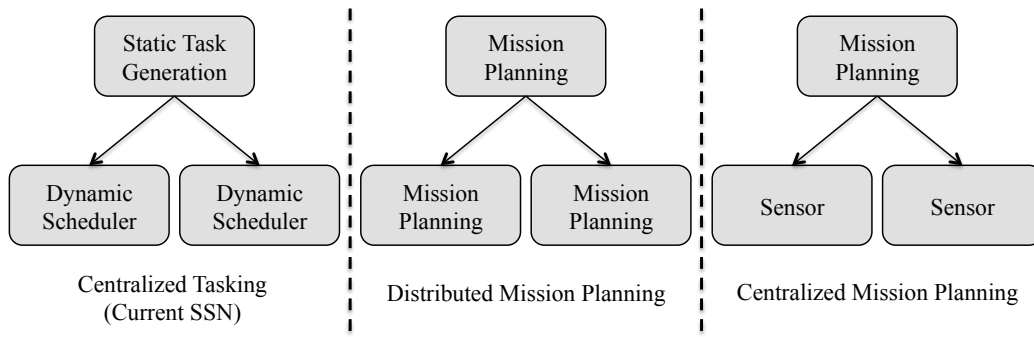 Static Task
Generation
Dynamic
Scheduler
Dynamic
Scheduler
Centralized Tasking
(Current SSN)
Mission
Planning
Mission
Planning
Mission
Planning
Distributed Mission Planning
Mission
Planning
Sensor
Sensor
Centralized Mission Planning